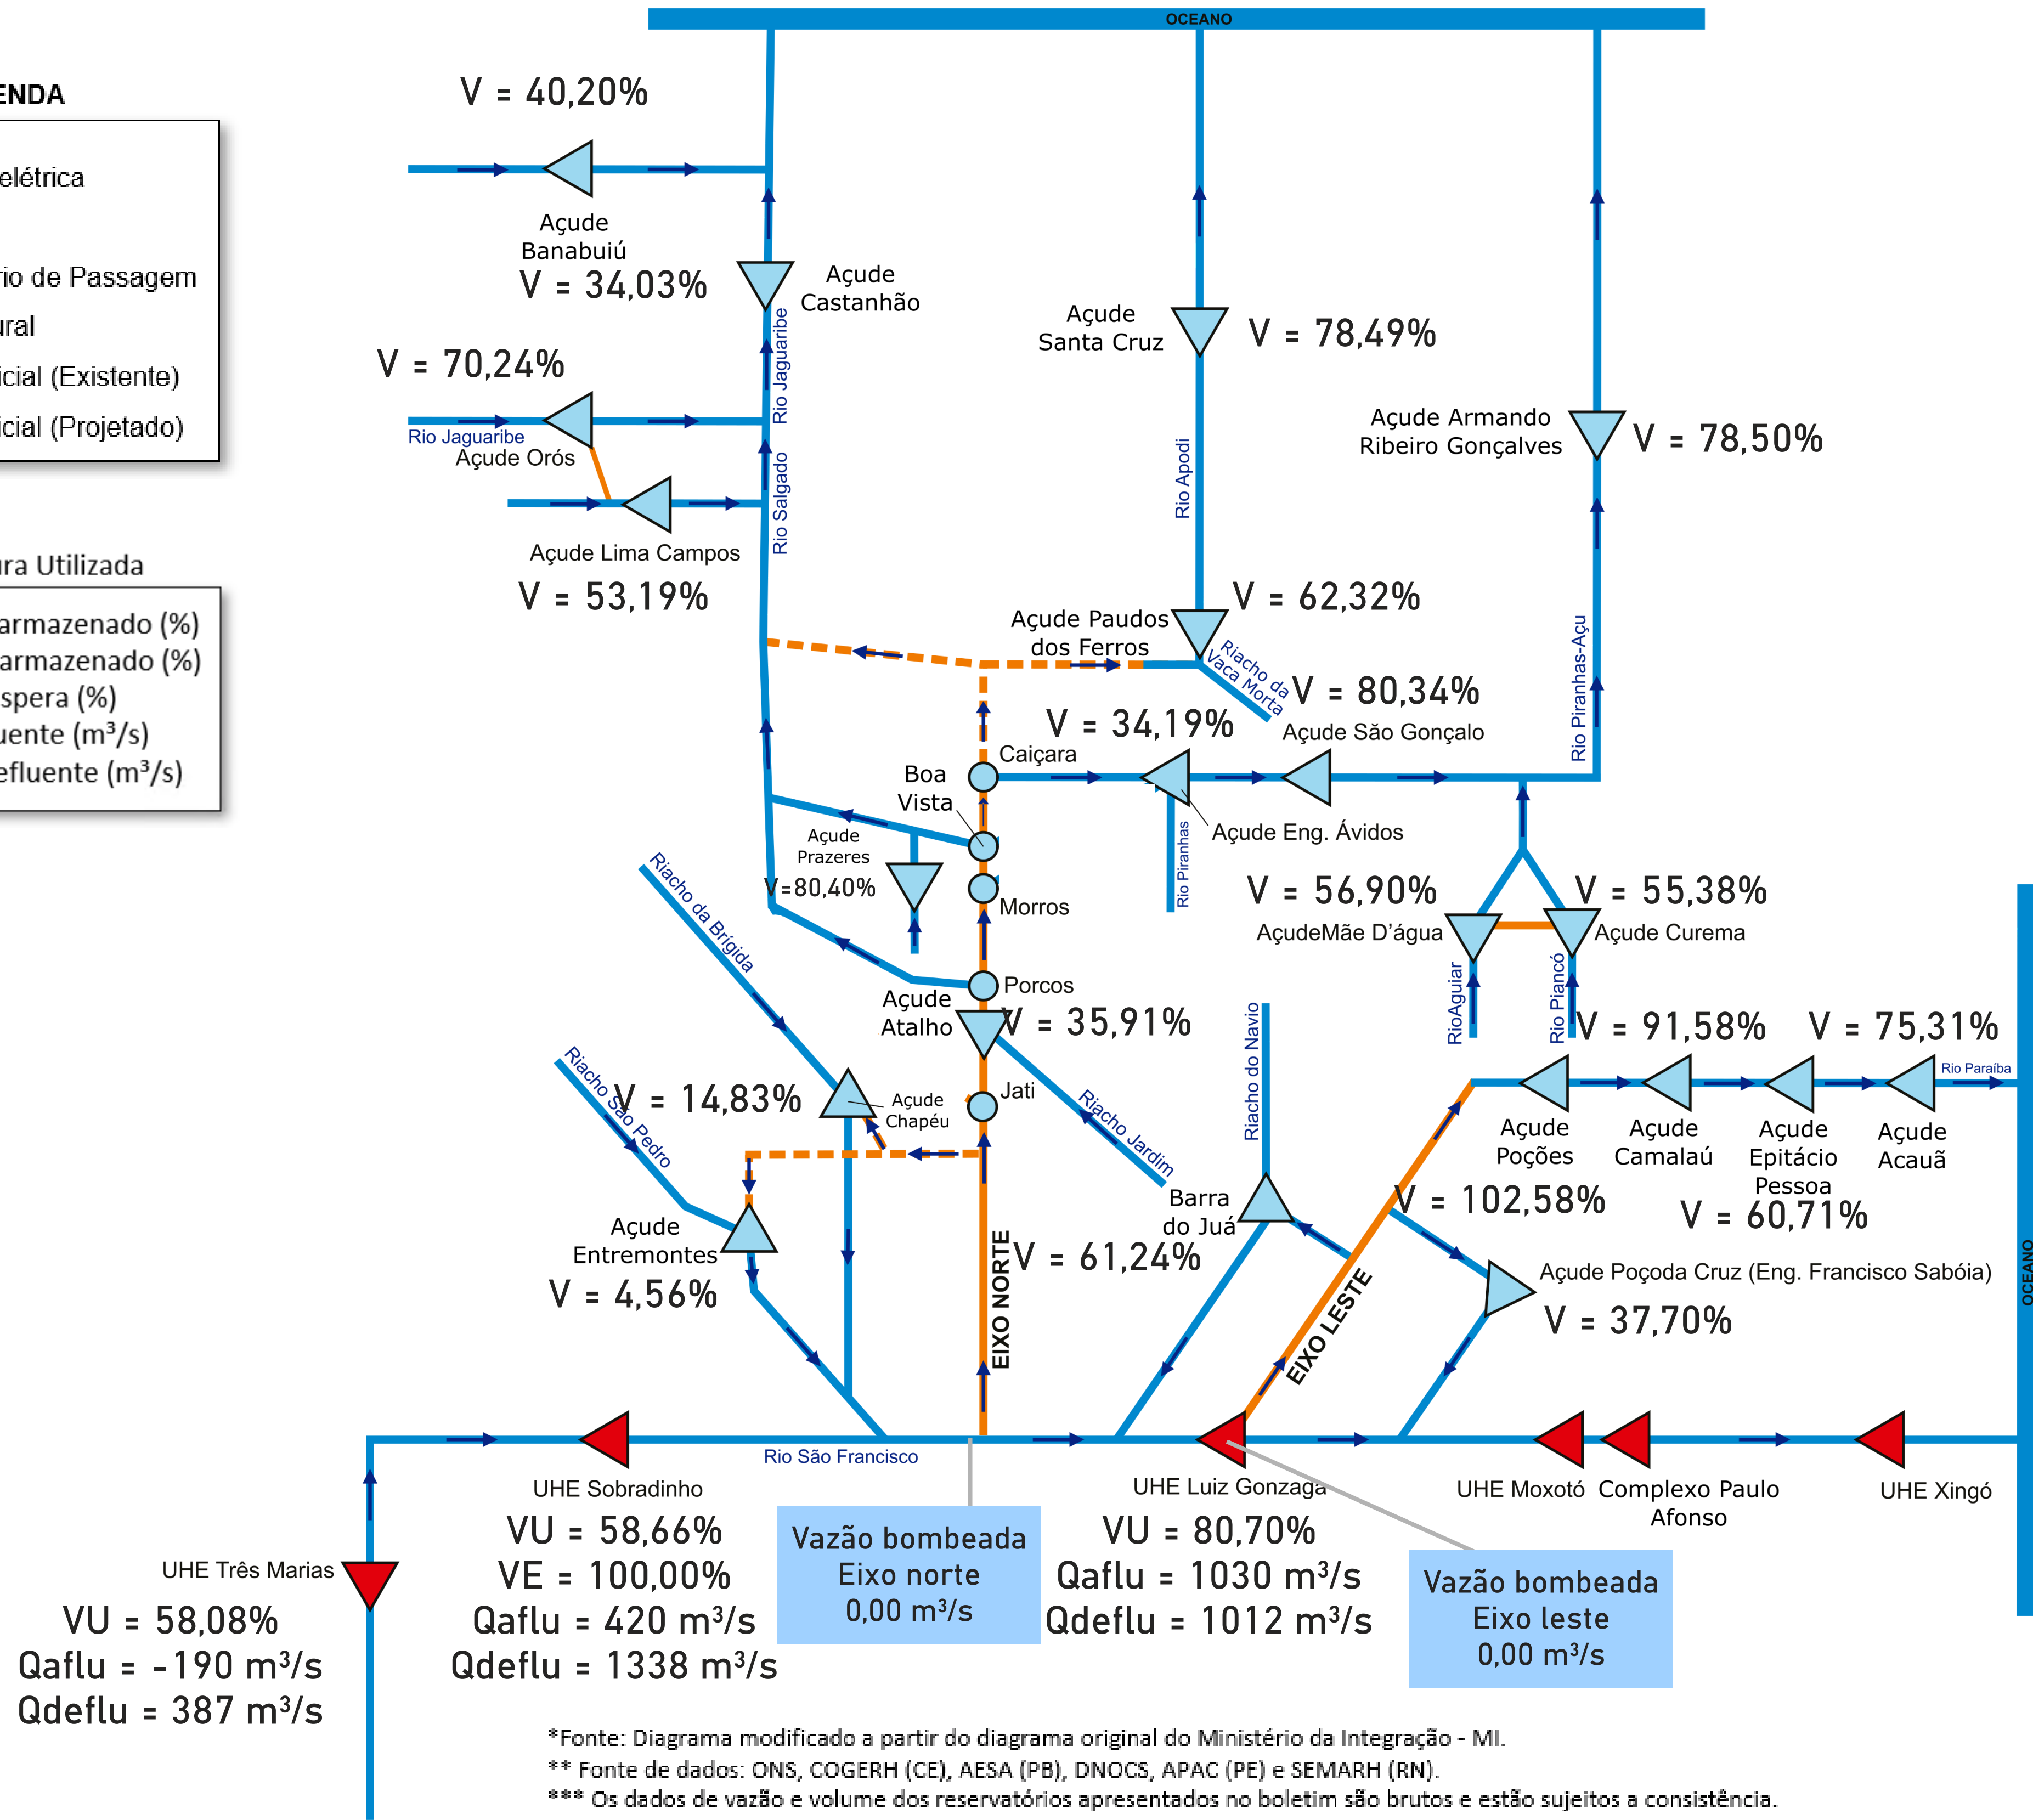 OCEANO
V = 40,20%
ENDA
elétrica
rio de Passagem
ural
icial (Existente)
icial (Projetado)
Açude
Banabuiú
V = 34,03%
Açude
Castanhão
Rio Jaguaribe
V = 70,24%
Rio Jaguaribe
Açude Orós
Rio Salgado
Açude Lima Campos
V = 53,19%
Açude
Santa Cruz
V = 78,49%
Rio Apodi
Açude Armando
Ribeiro Gonçalves
V = 78,50%
ura Utilizada
armazenado (%)
armazenado (%)
spera (%)
uente (m³/s)
efluente (m³/s)
Açude Paudos
dos Ferros
V = 62,32%
Riacho da
Vaca Morta
V = 80,34%
Açude São Gonçalo
Rio Piranhas-Açu
V = 34,19%
Caiçara
Boa
Vista
Açude Eng. Ávidos
Rio Piranhas
Açude
Prazeres
V=80,40%
Morros
Riacho da Brígida
V = 56,90%
AçudeMãe D'água
V = 55,38%
Açude Curema
RioAguiar
Rio Piancó
Porcos
Açude
Atalho
V = 35,91%
Riacho do Navio
V = 91,58%
V = 75,31%
Rio Paraíba
Riacho São Pedro
V = 14,83%
Açude
Chapéu
Jati
Riacho Jardim
Açude
Poções
Açude
Camalaú
Açude
Epitácio
Pessoa
Açude
Acauã
V = 102,58%
V = 60,71%
Barra
do Juá
Açude
Entremontes
V = 4,56%
EIXO NORTE
V = 61,24%
EIXO LESTE
Açude Poçoda Cruz (Eng. Francisco Sabóia)
V = 37,70%
OCEANO
Rio São Francisco
UHE Sobradinho
VU = 58,66%
VE = 100,00%
Qaflu = 420 m³/s
Qdeflu = 1338 m³/s
Vazão bombeada
Eixo norte
0,00 m³/s
UHE Luiz Gonzaga
VU = 80,70%
Qaflu = 1030 m³/s
Qdeflu = 1012 m³/s
Vazão bombeada
Eixo leste
0,00 m³/s
UHE Moxotó
Complexo Paulo
Afonso
UHE Xingó
UHE Três Marias
VU = 58,08%
Qaflu = -190 m³/s
Qdeflu = 387 m³/s
*Fonte: Diagrama modificado a partir do diagrama original do Ministério da Integração - MI.
** Fonte de dados: ONS, COGERH (CE), AESA (PB), DNOCS, APAC (PE) e SEMARH (RN).
*** Os dados de vazão e volume dos reservatórios apresentados no boletim são brutos e estão sujeitos a consistência.